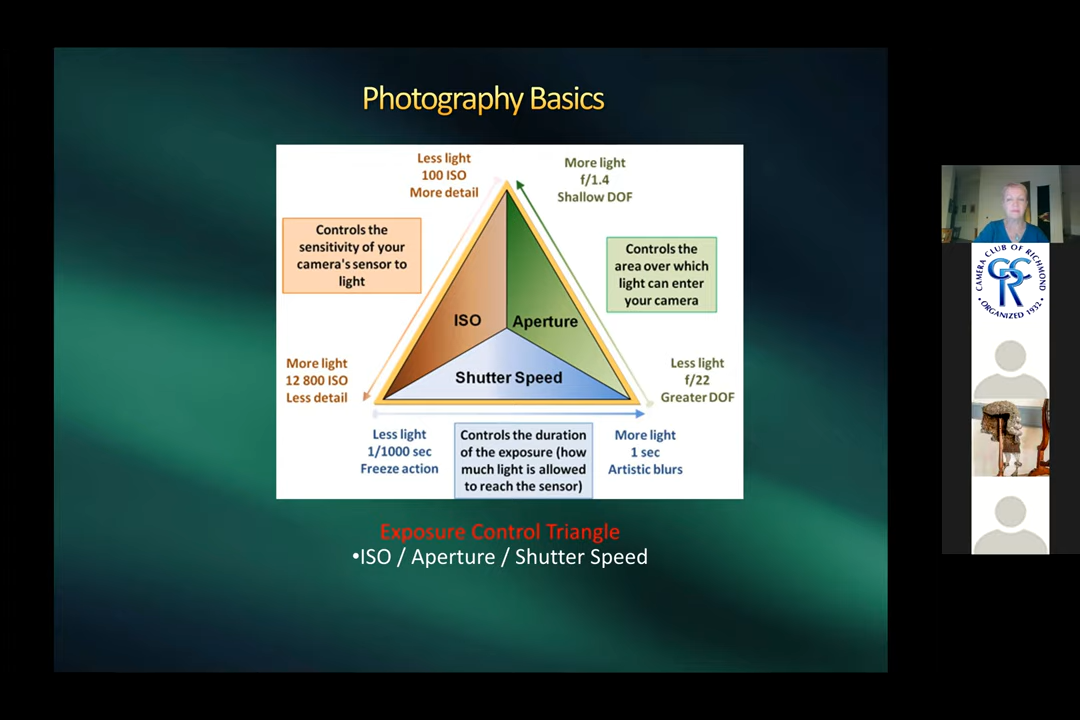 Photography Basics
Less light
100 ISO
More detail
More light
f/1.4
Shallow DOF
Controls the
sensitivity of your
camera's sensor to
light
Controls the
area over which
light can enter
your camera
ISO
Aperture
Shutter Speed
More light
12 800 ISO
Less detail
Less light
f/22
Greater DOF
Less light
1/1000 sec
Freeze action
Controls the duration
of the exposure (how
much light is allowed
to reach the sensor)
More light
1 sec
Artistic blurs
Exposure Control Triangle
•ISO / Aperture / Shutter Speed
CAMERA CLUB OF RICHMOND
CCR
• ORGANIZED 1932 •